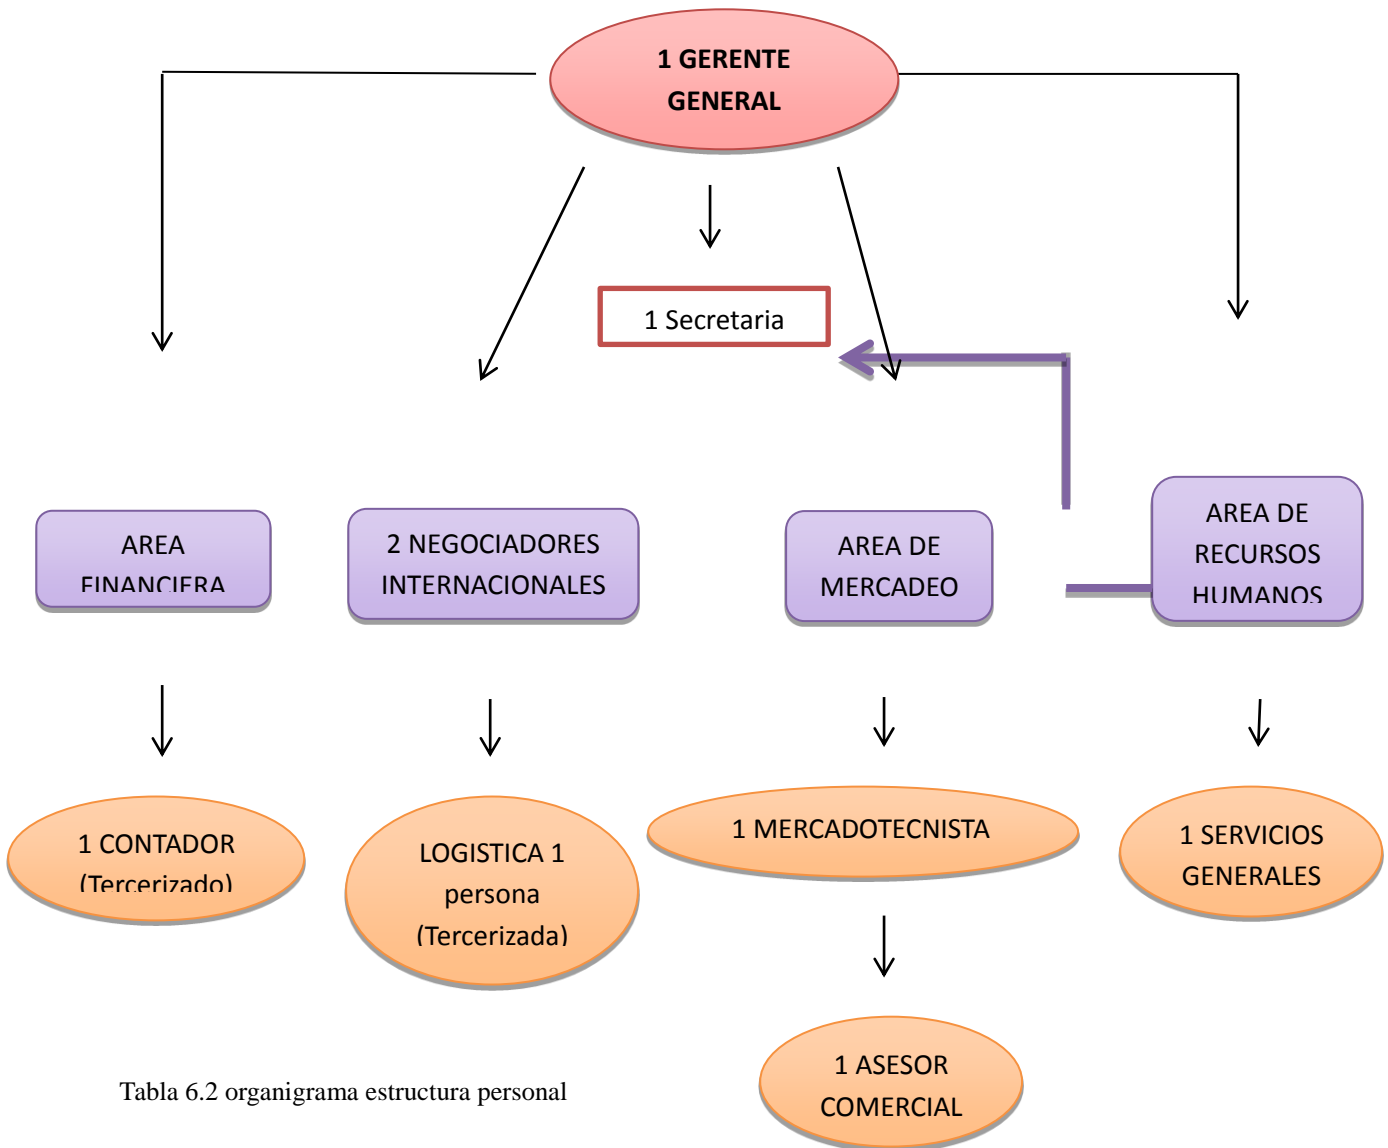 1 GERENTE
GENERAL
1 Secretaria
AREA
FINANCIERA
2 NEGOCIADORES
INTERNACIONALES
AREA DE
MERCADEO
AREA DE
RECURSOS
HUMANOS
1 CONTADOR
(Tercerizado)
LOGISTICA 1
persona
(Tercerizada)
1 MERCADOTECNISTA
1 SERVICIOS
GENERALES
1 ASESOR
COMERCIAL
Tabla 6.2 organigrama estructura personal